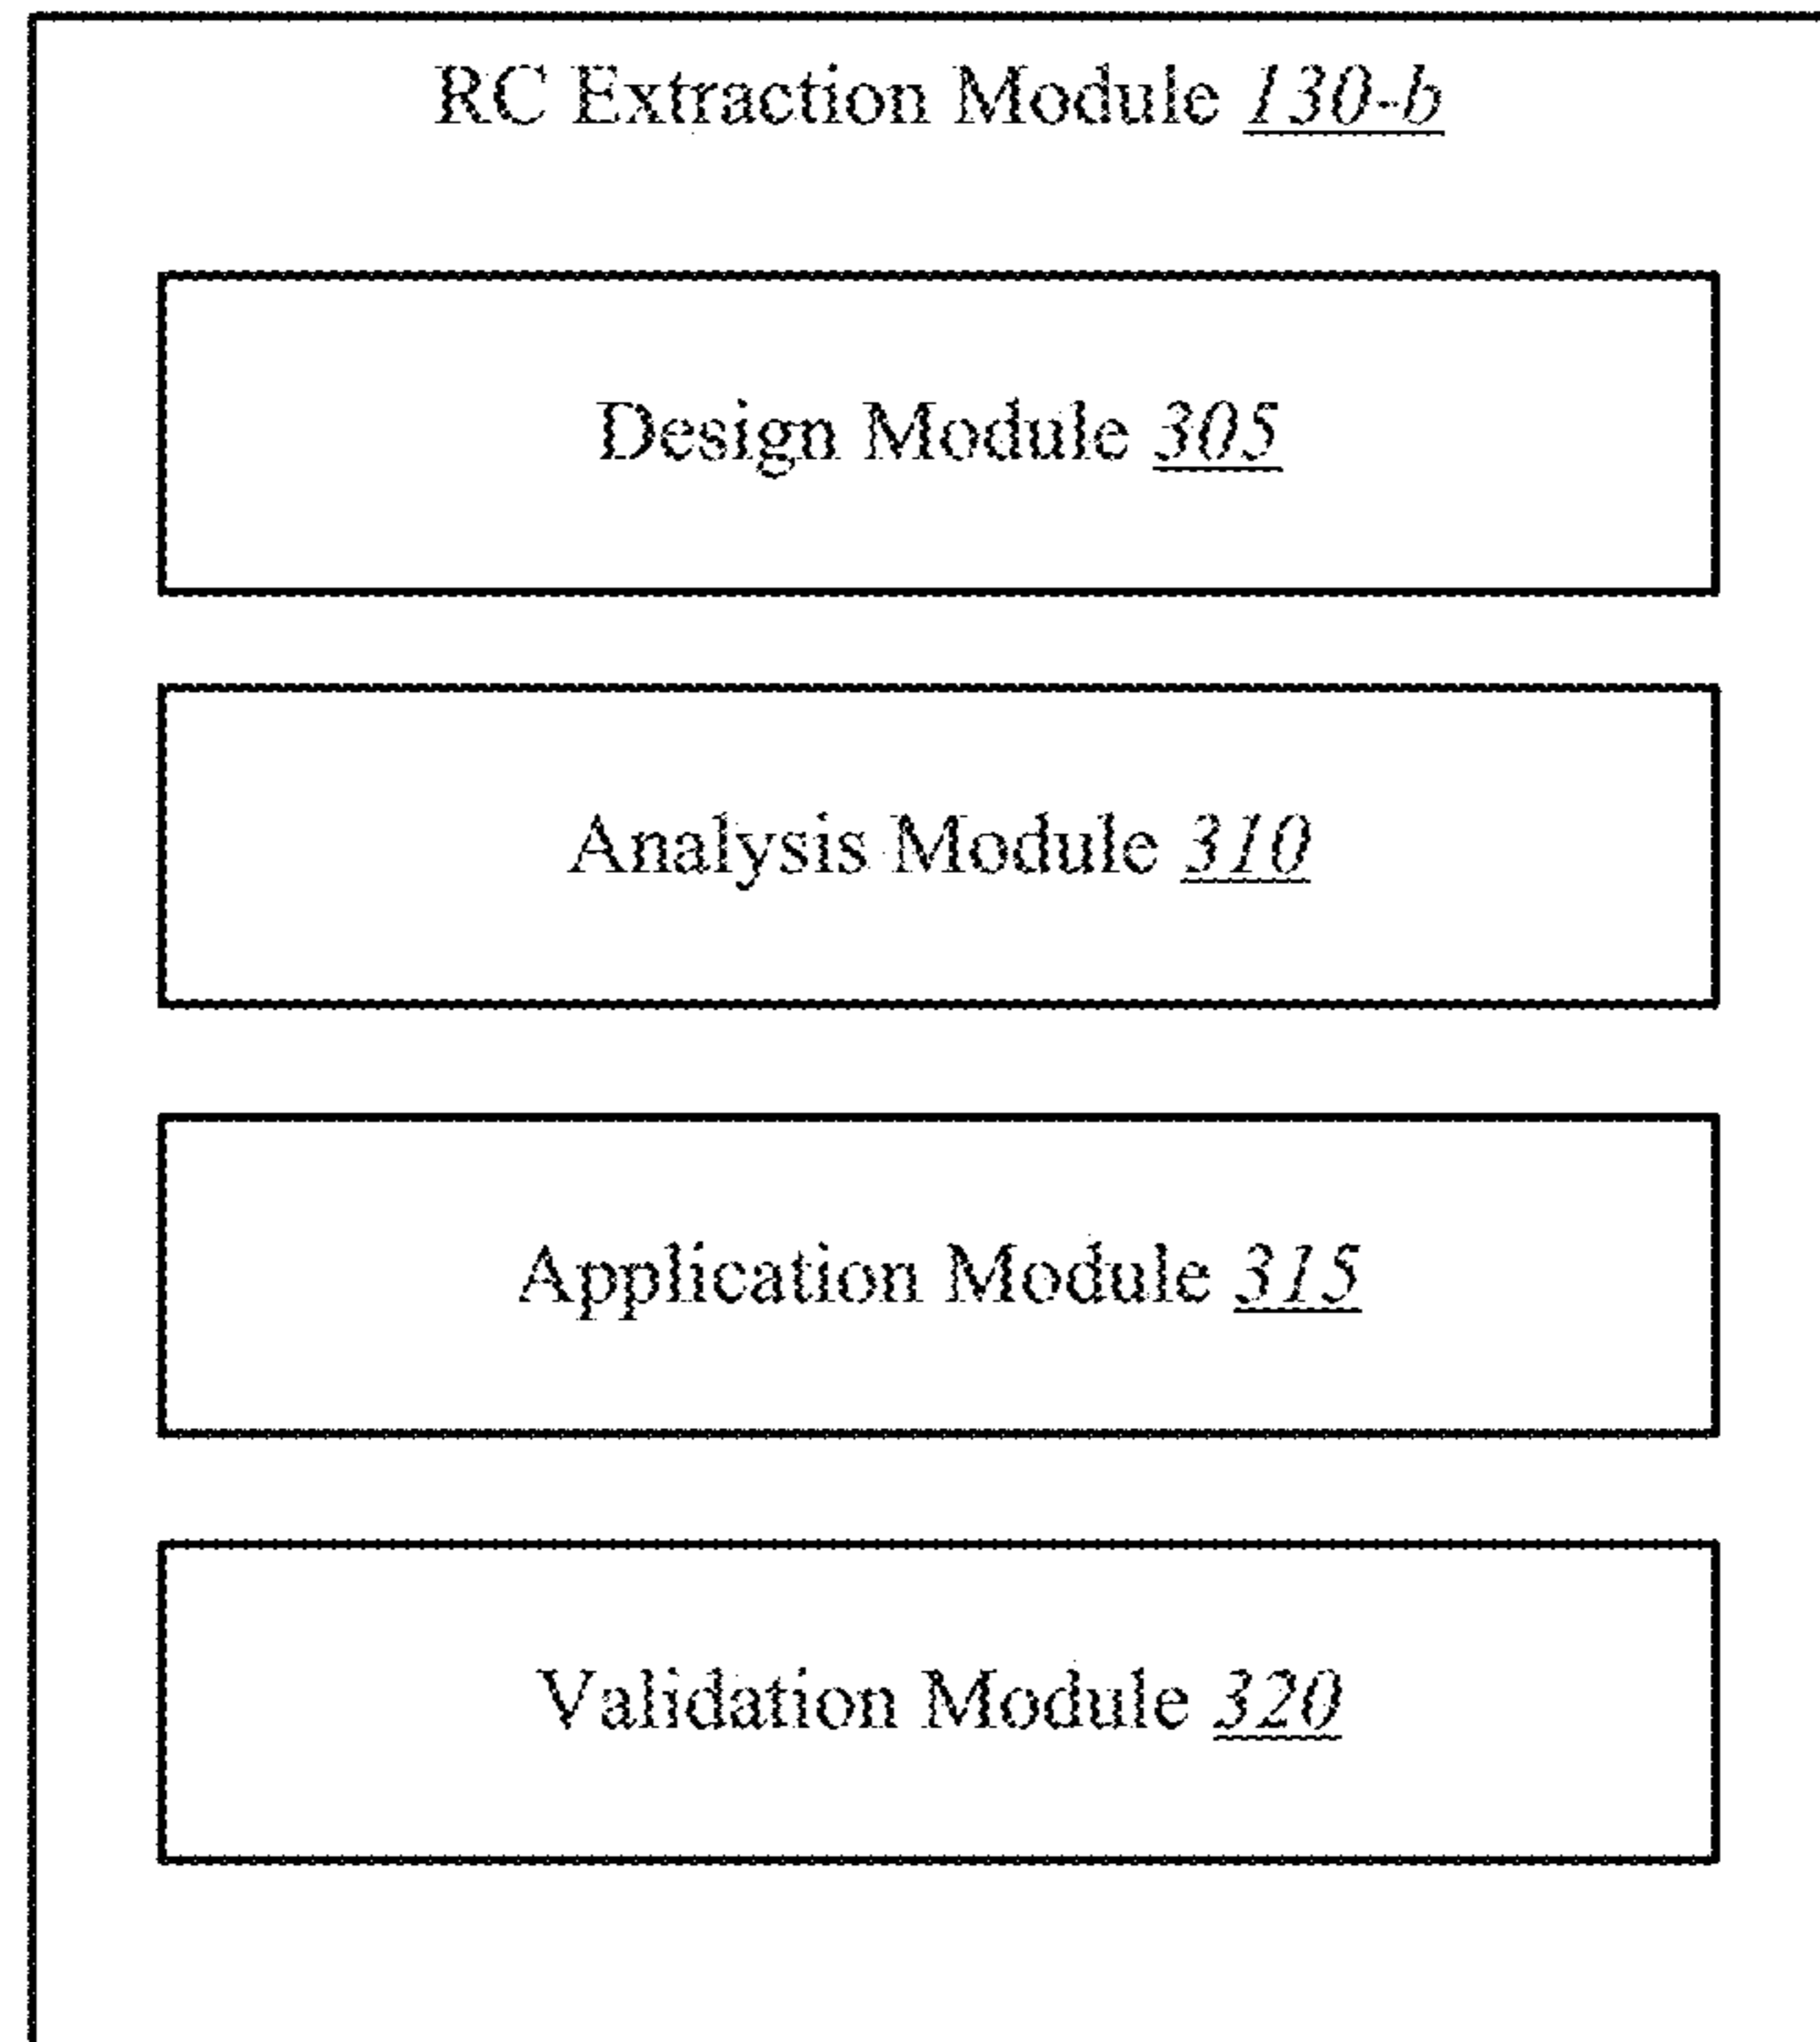 RC Extraction Module 130-b
Design Module 305
Analysis Module 310
Application Module 315
Validation Module 320